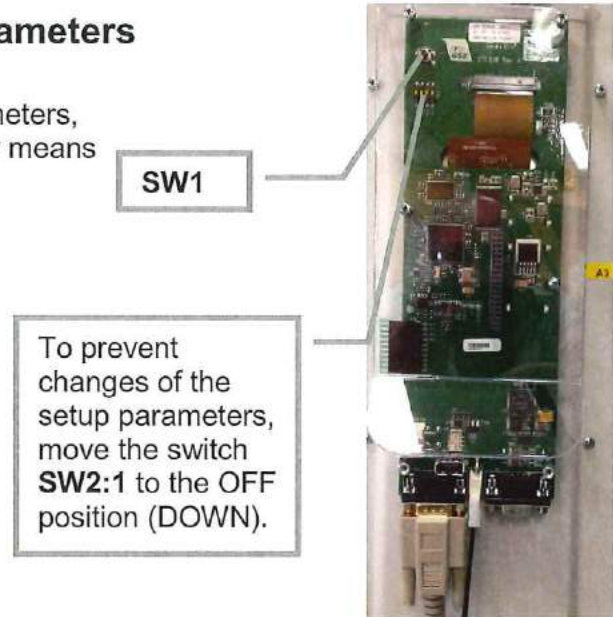 ameters
neters,
means
SW1
To prevent
changes of the
setup parameters,
move the switch
SW2:1 to the OFF
position (DOWN).
A3